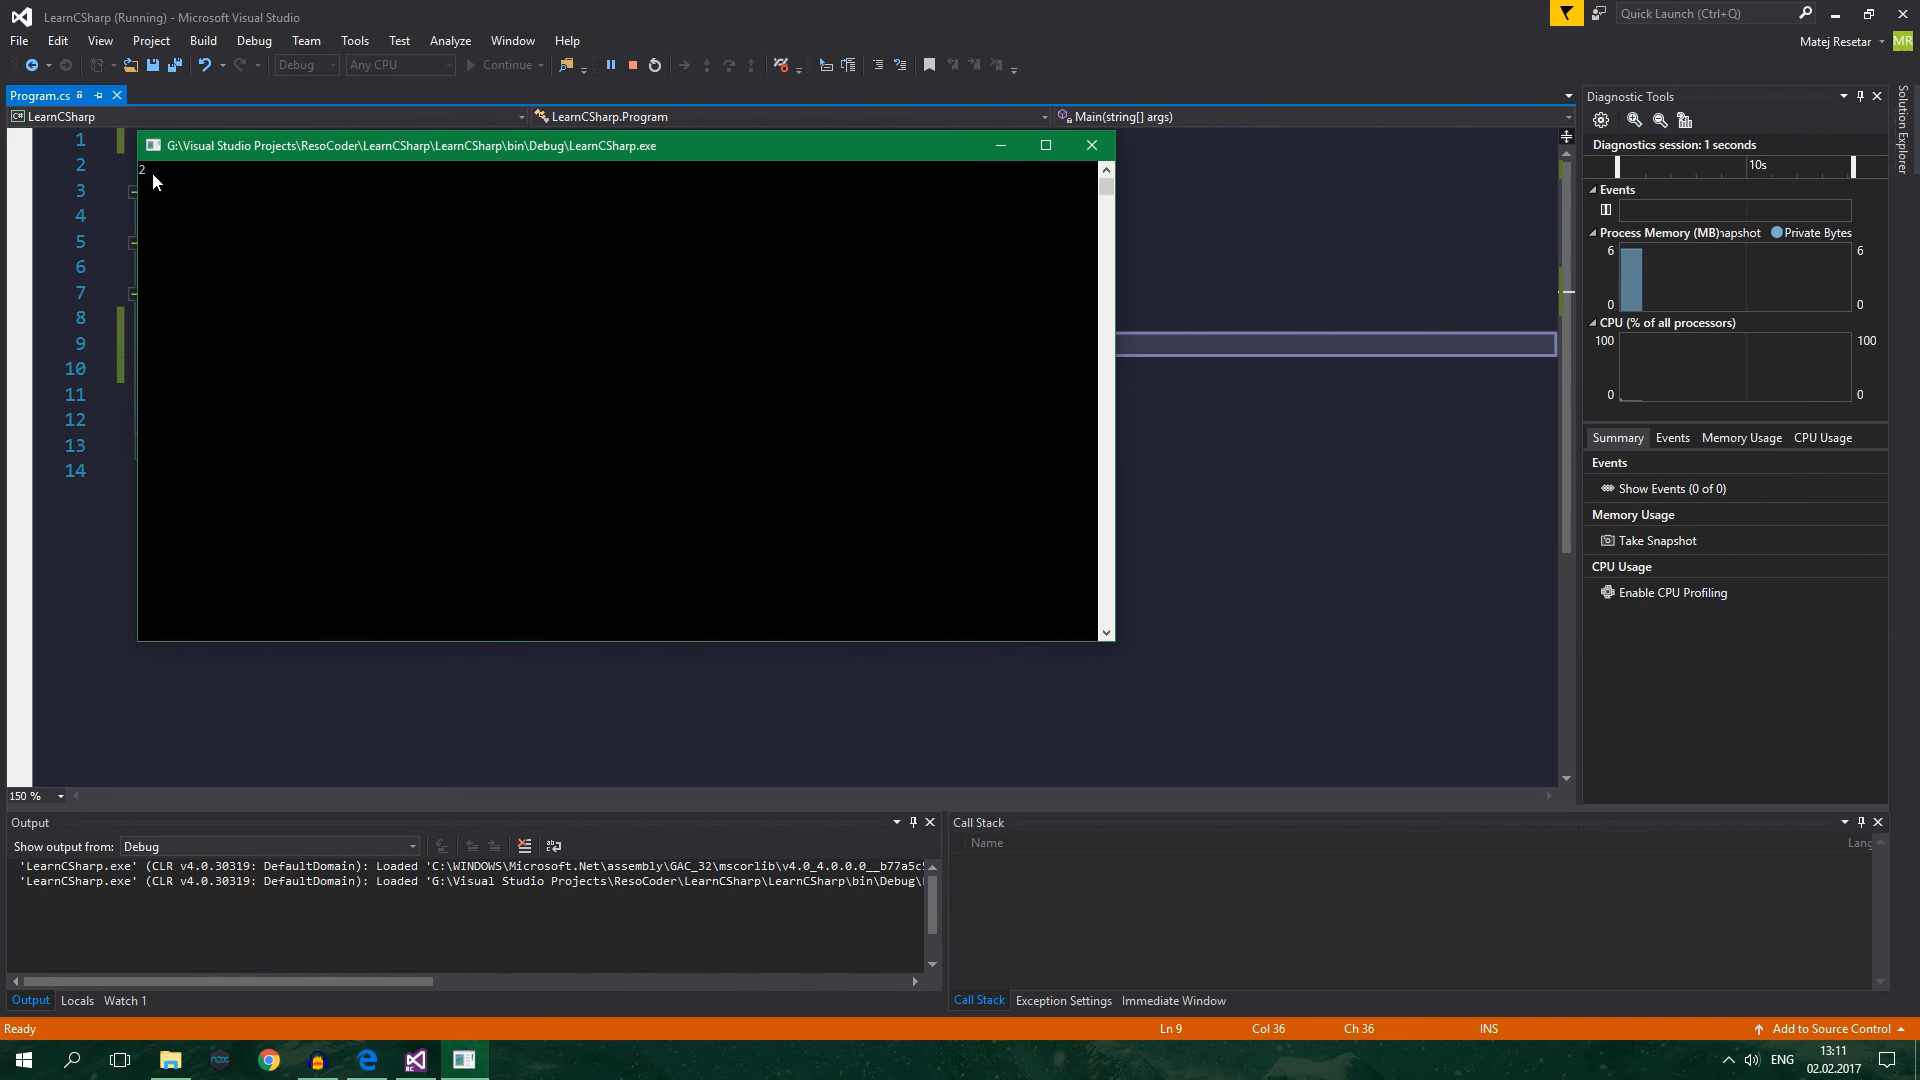 LearnCSharp (Running) - Microsoft Visual Studio
Quick Launch (Ctrl+Q)
File Edit View Project Build Debug Team Tools Test Analyze Window Help
Matej Resetar MR
Debug Any CPU Continue
Program.cs
Diagnostic Tools
Solution Explorer
C# LearnCSharp LearnCSharp.Program Main(string[] args)
G:\Visual Studio Projects\ResoCoder\LearnCSharp\LearnCSharp\bin\Debug\LearnCSharp.exe
2
1
2
3
4
5
6
7
8
9
10
11
12
13
14
Diagnostics session: 1 seconds
10s
Events
Process Memory (MB) napshot Private Bytes
6 6
0 0
CPU (% of all processors)
100 100
0 0
Summary Events Memory Usage CPU Usage
Events
Show Events (0 of 0)
Memory Usage
Take Snapshot
CPU Usage
Enable CPU Profiling
150 %
Output
Show output from: Debug
'LearnCSharp.exe' (CLR v4.0.30319: DefaultDomain): Loaded 'C:\WINDOWS\Microsoft.Net\assembly\GAC_32\mscorlib\v4.0_4.0.0.0__b77a5c5
'LearnCSharp.exe' (CLR v4.0.30319: DefaultDomain): Loaded 'G:\Visual Studio Projects\ResoCoder\LearnCSharp\LearnCSharp\bin\Debug\
Output Locals Watch 1
Call Stack
Name Lang
Call Stack Exception Settings Immediate Window
Ready Ln 9 Col 36 Ch 36 INS Add to Source Control
nox
RC
ENG
13:11
02.02.2017